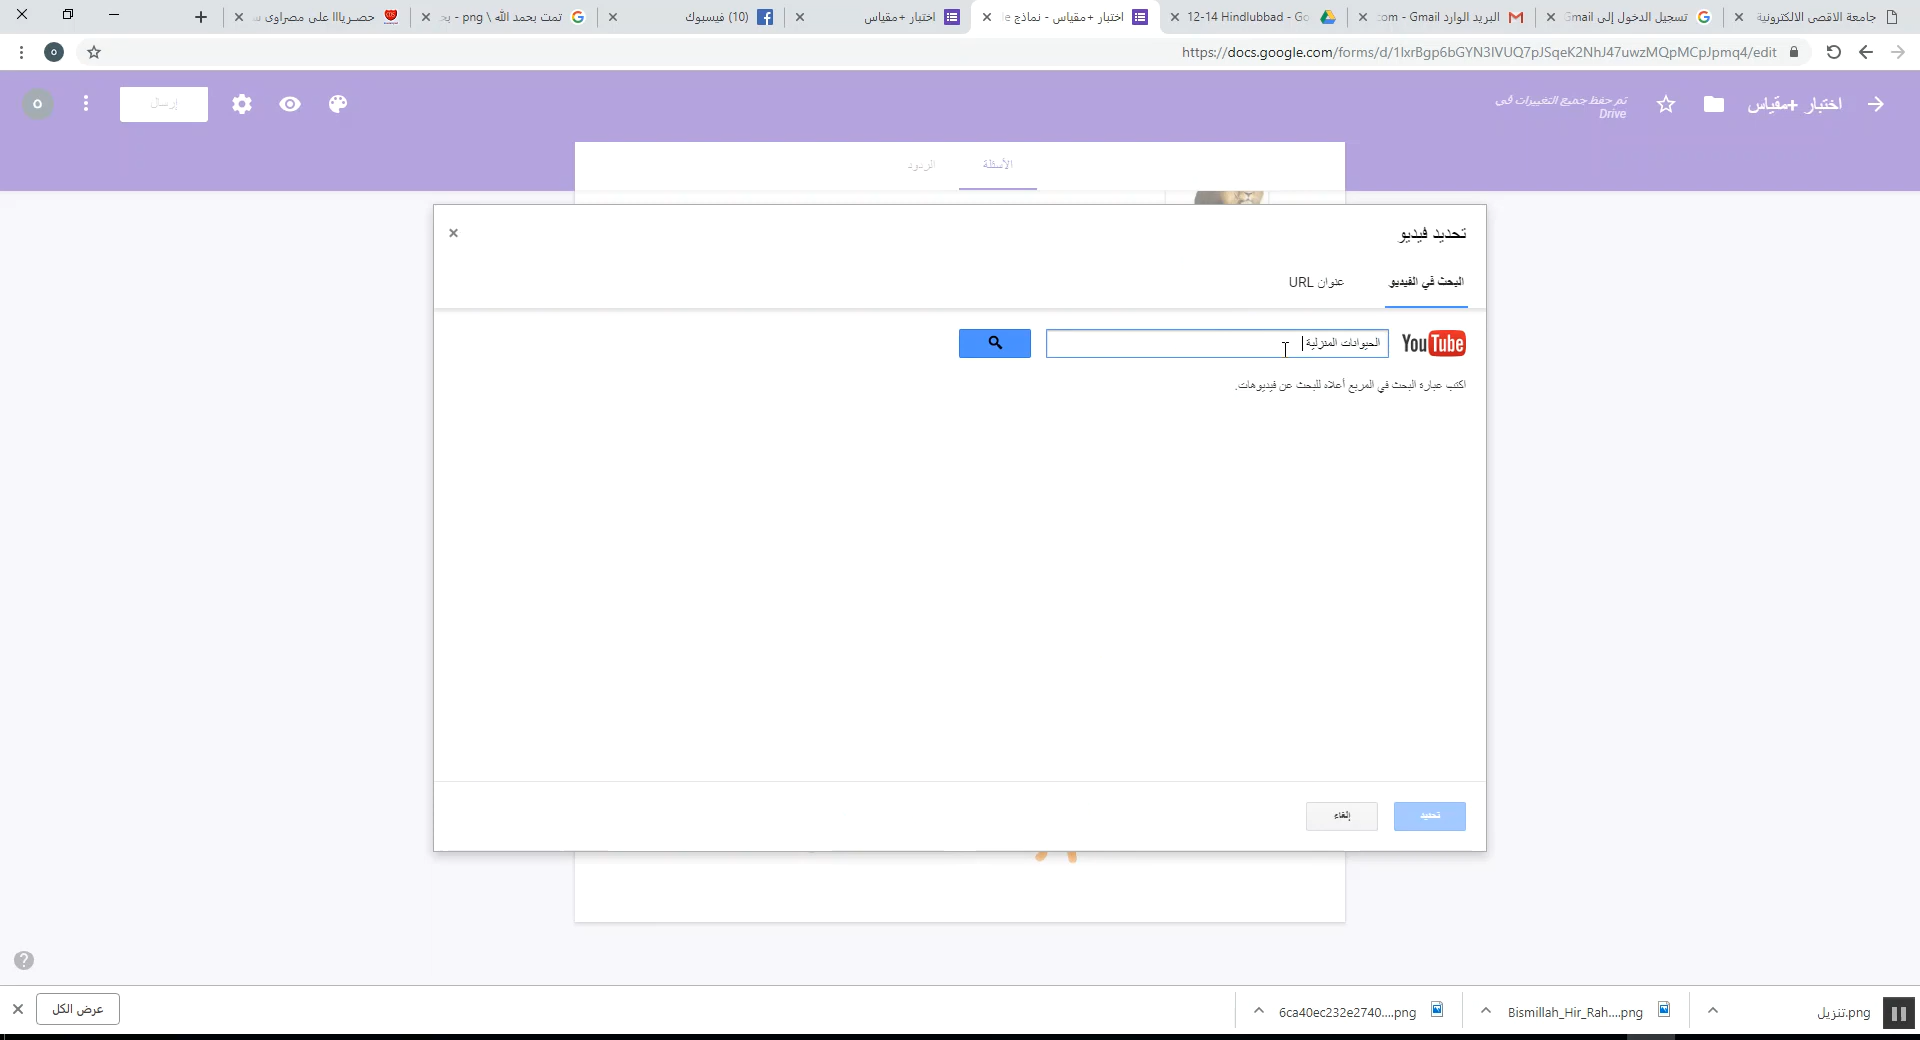 جامعة الاقصى الالكترونية
تسجيل الدخول إلى Gmail
البريد الوارد com - Gmail
12-14 Hindlubbad - Go
اختبار +مقياس - نماذج
اختبار +مقياس
(10) فيسبوك
تمت بحمد الله \ png
https://docs.google.com/forms/d/1lxrBgp6bGYN3IVUQ7pJSqeK2NhJ47uwzMQpMCpJpmq4/edit
o
اختبار +مقياس
تم حفظ جميع التغييرات في
Drive
إرسال
o
الأسئلة
الردود
تحديد فيديو
البحث في الفيديو
عنوان URL
YouTube
الحيوانات المنزلية
اكتب عبارة البحث في المربع أعلاه للبحث عن فيديوهات.
تحديد
إلغاء
تنزيل.png
Bismillah_Hir_Rah....png
6ca40ec232e2740....png
عرض الكل